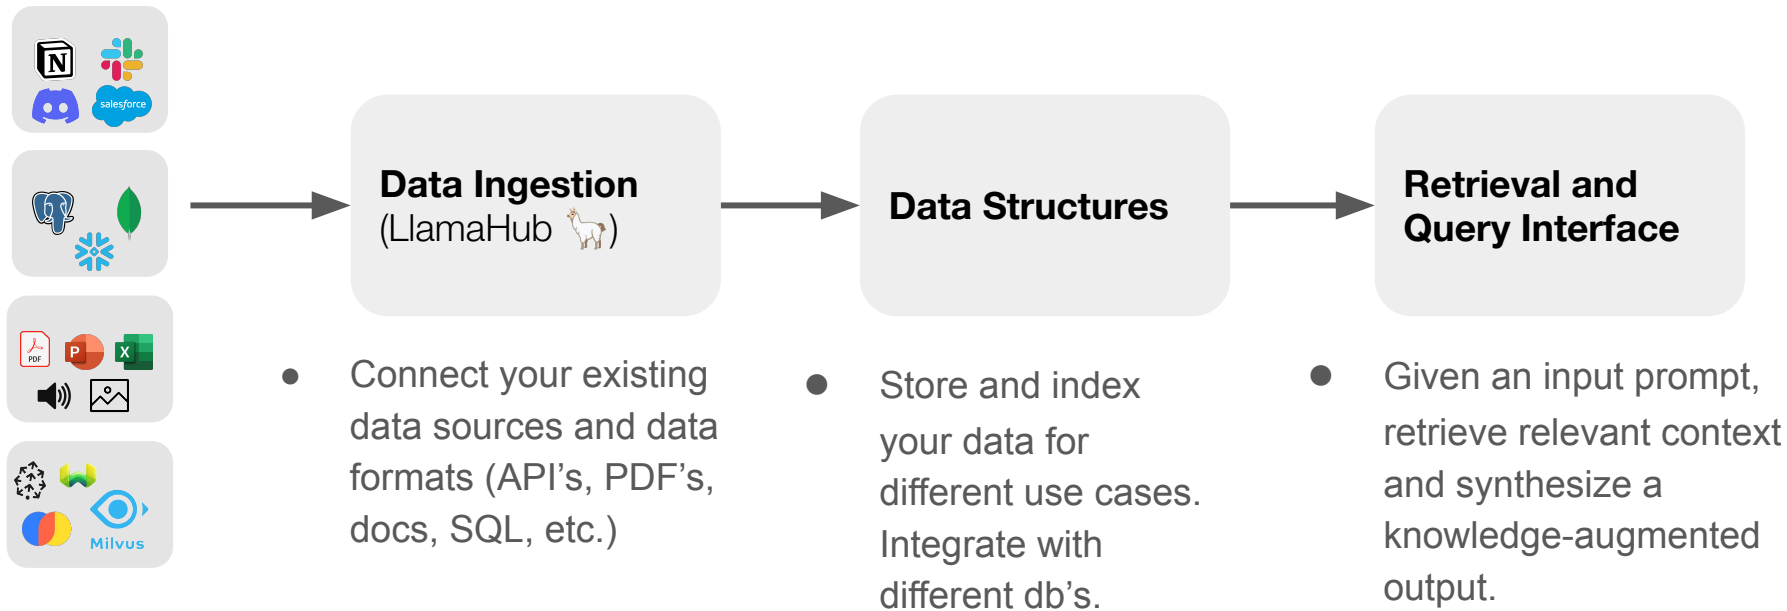 N
salesforce
PDF
P
X
Milvus
Data Ingestion
(LlamaHub 🦙)
Data Structures
Retrieval and
Query Interface
● Connect your existing
data sources and data
formats (API’s, PDF’s,
docs, SQL, etc.)
● Store and index
your data for
different use cases.
Integrate with
different db’s.
● Given an input prompt,
retrieve relevant context
and synthesize a
knowledge-augmented
output.